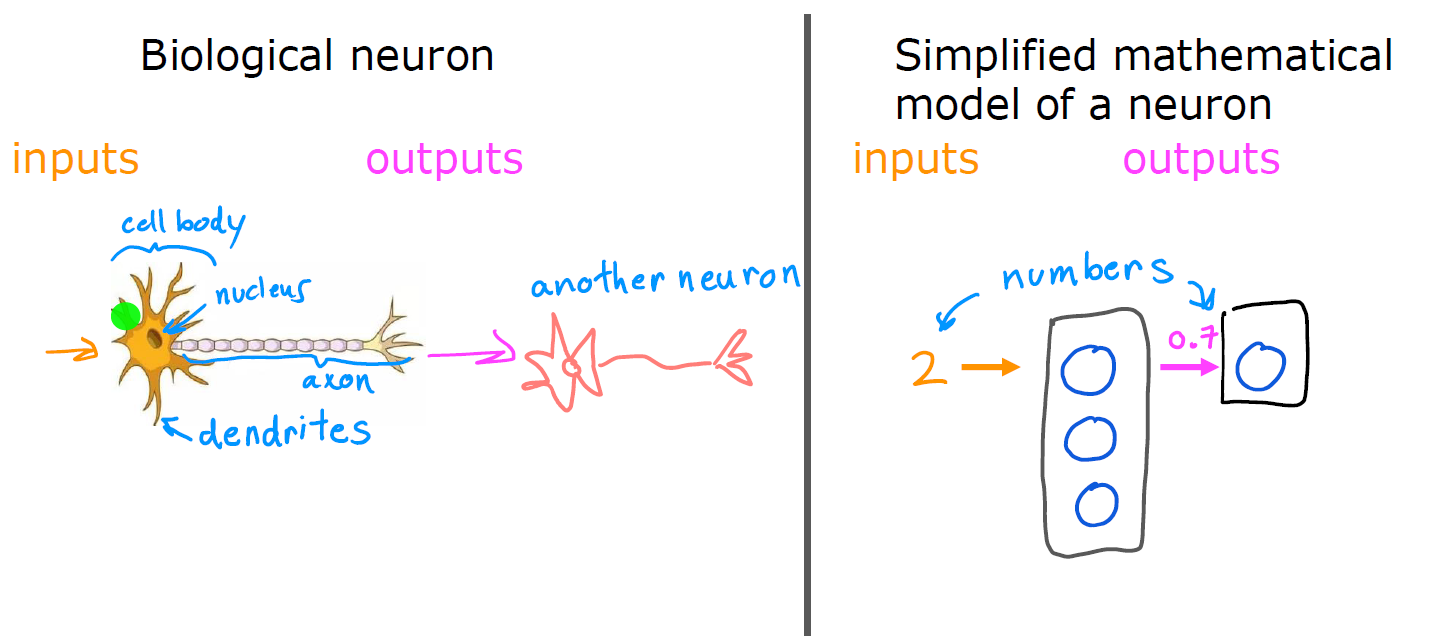 Biological neuron
inputs
outputs
cell body
nucleus
axon
dendrites
another neuron
Simplified mathematical
model of a neuron
inputs
outputs
numbers
2
0.7